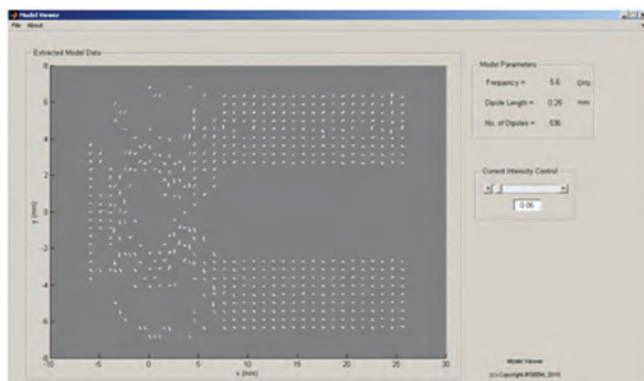 Model Viewer
File About
Extracted Model Data
8
6
4
2
0
-2
-4
-6
-8
y (mm)
-10 -5 0 5 10 15 20 25 30
x (mm)
Model Parameters
Frequency = 5.6 GHz
Dipole Length = 0.26 mm
No. of Dipoles = 636
Current Intensity Control
0.06
Model Viewer
(C) Copyright